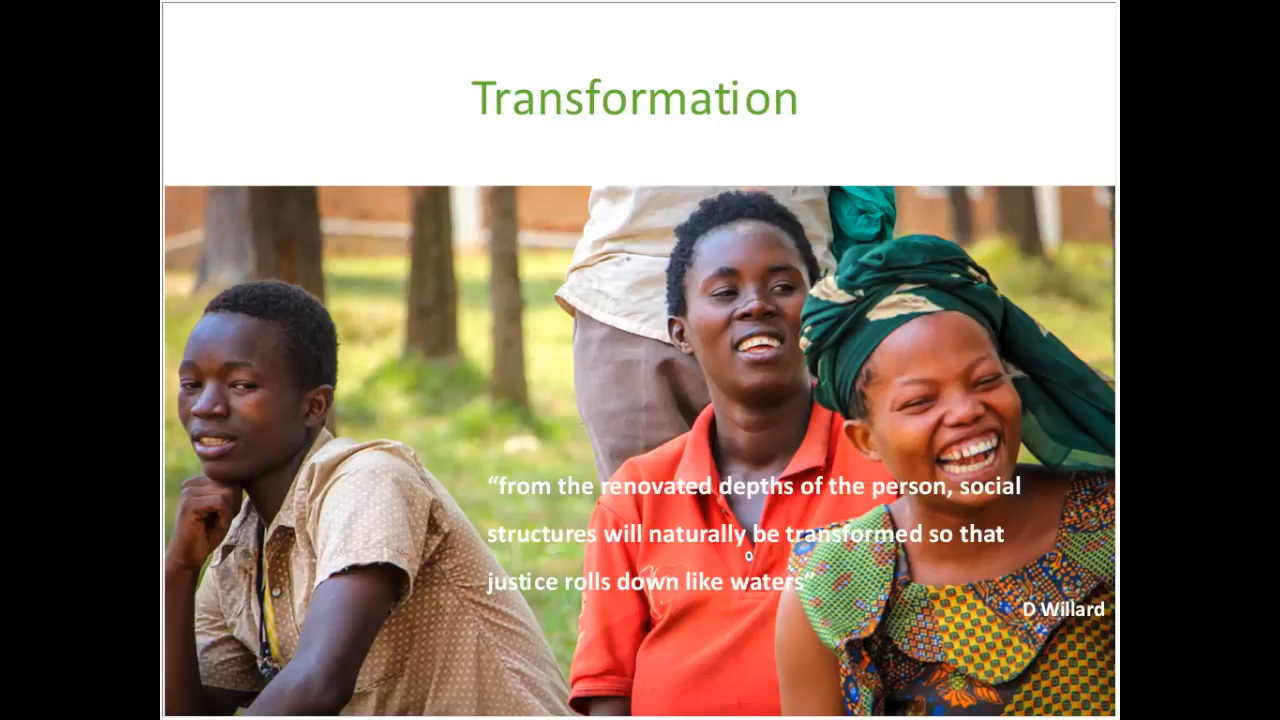 Transformation
“from the renovated depths of the person, social
structures will naturally be transformed so that
justice rolls down like waters”
D Willard